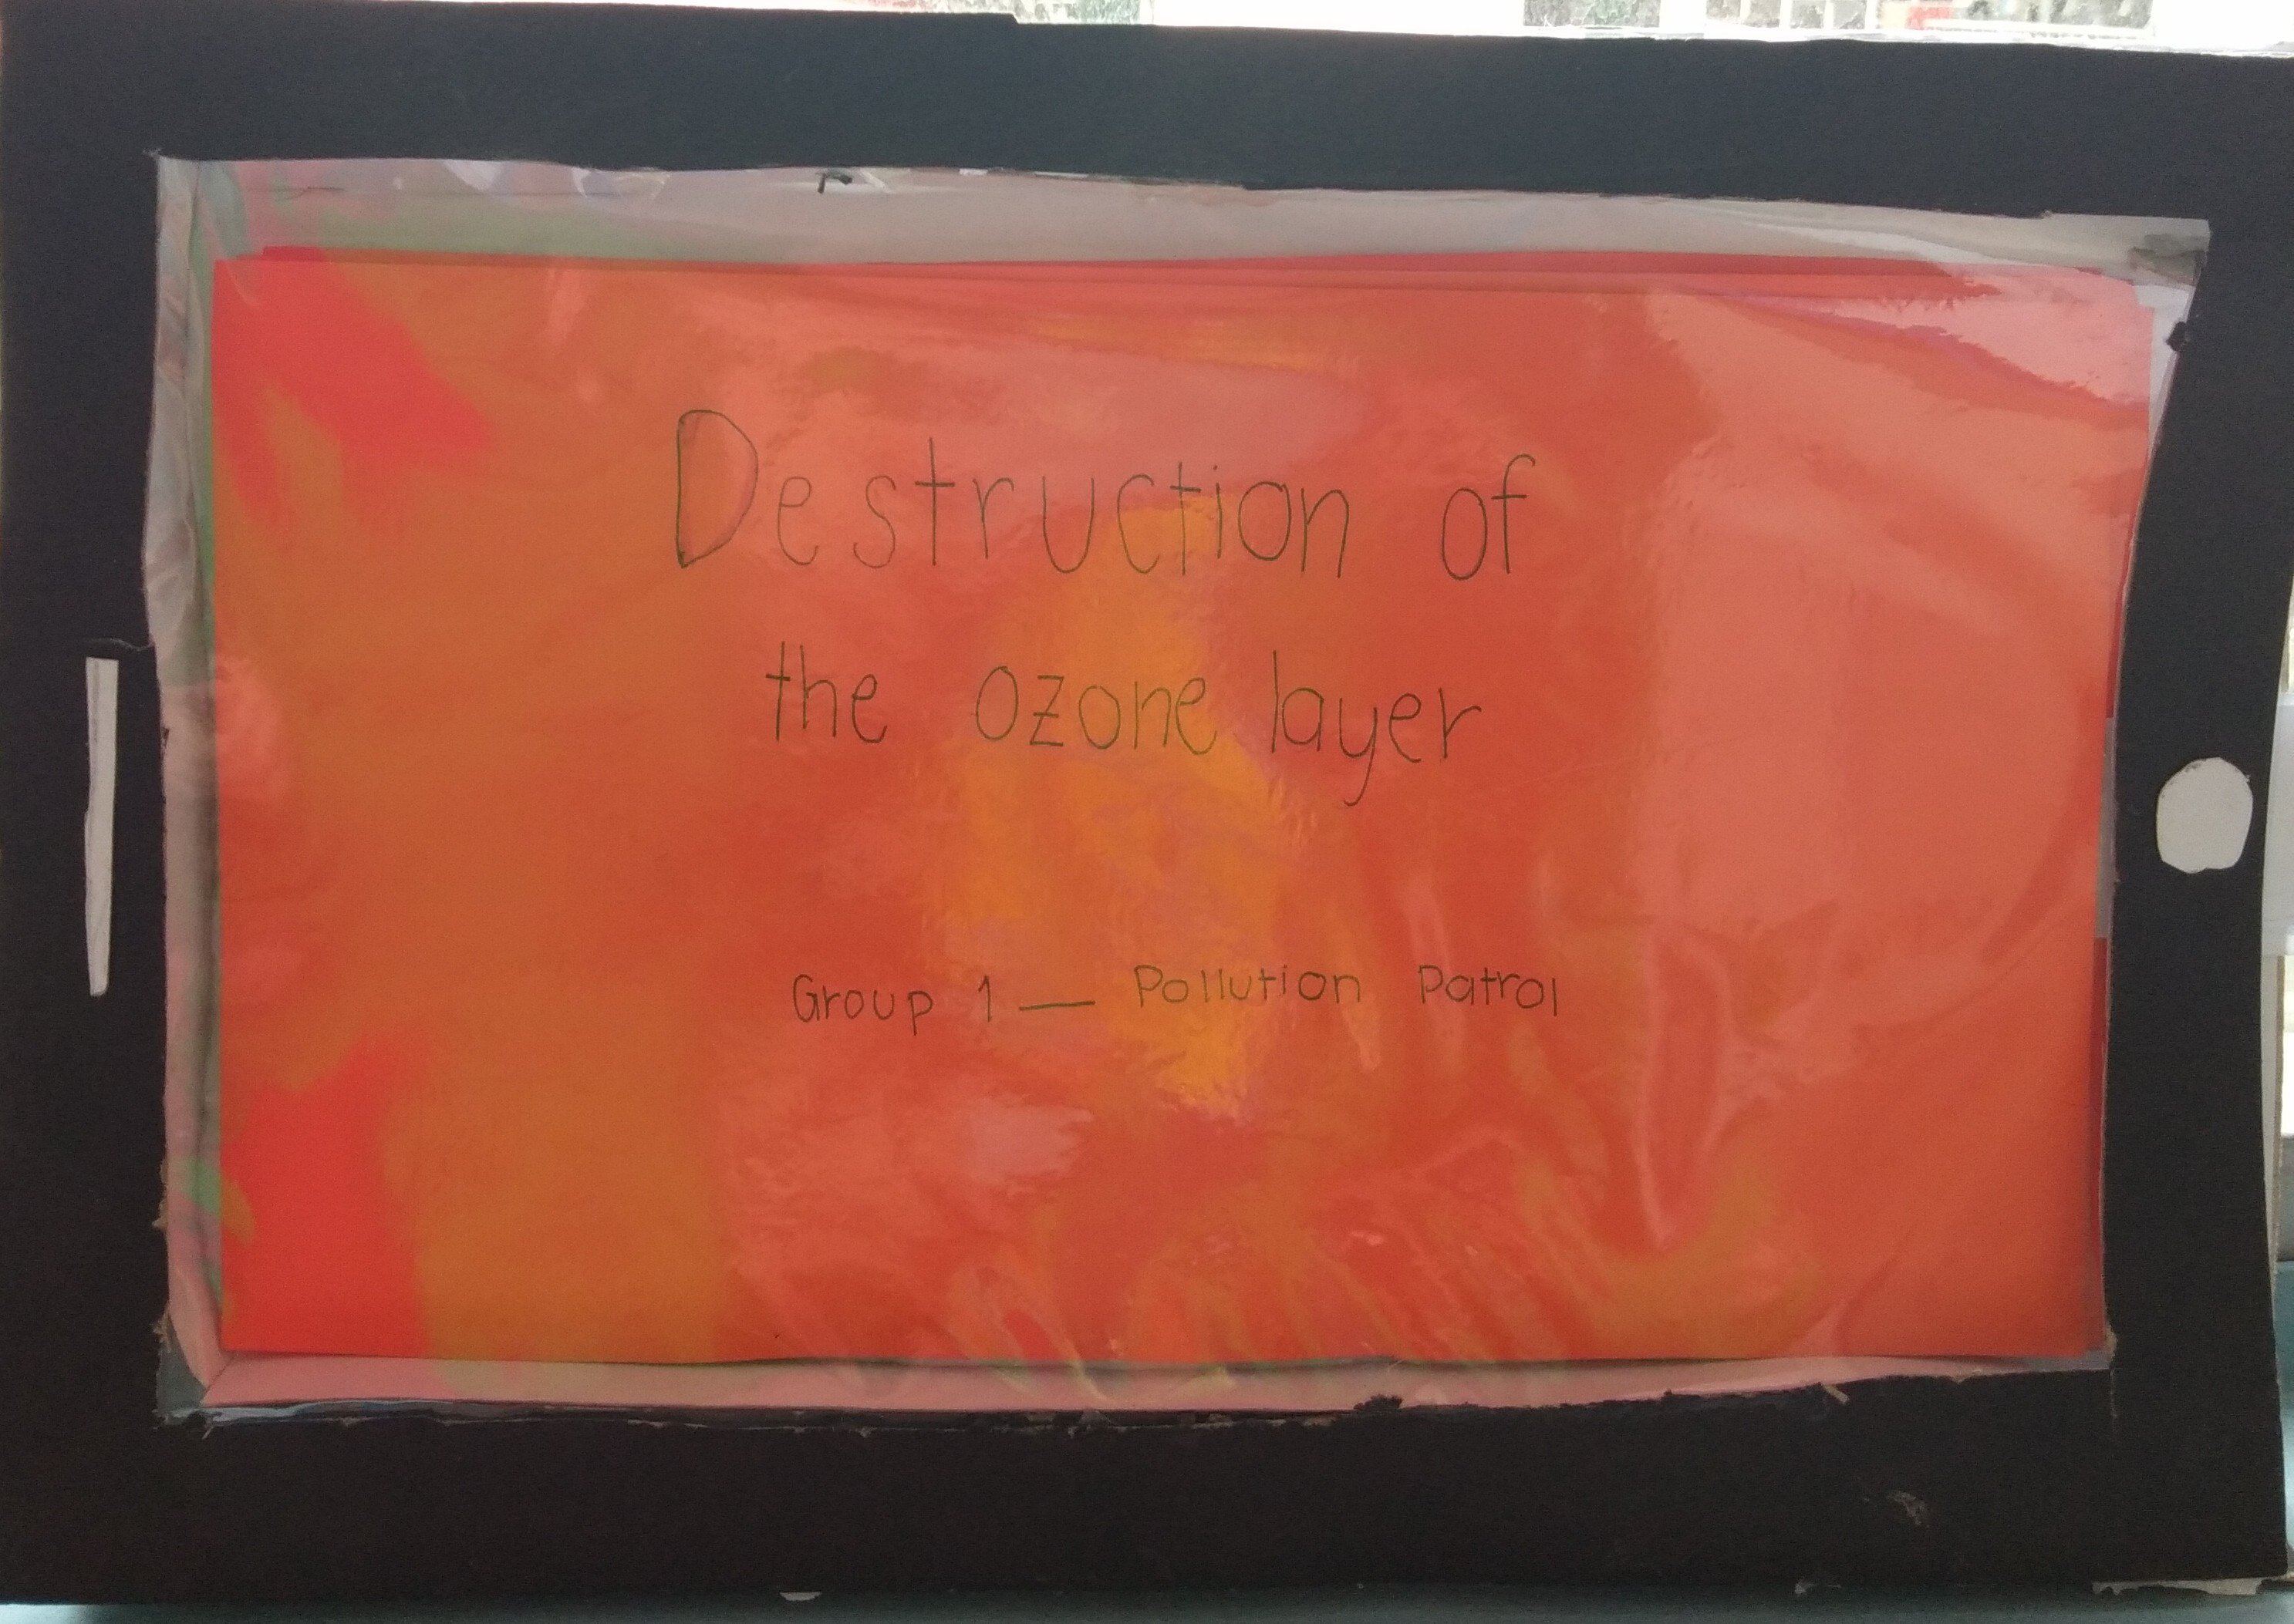 Destruction of
the ozone layer
Group 1 — Pollution Patrol